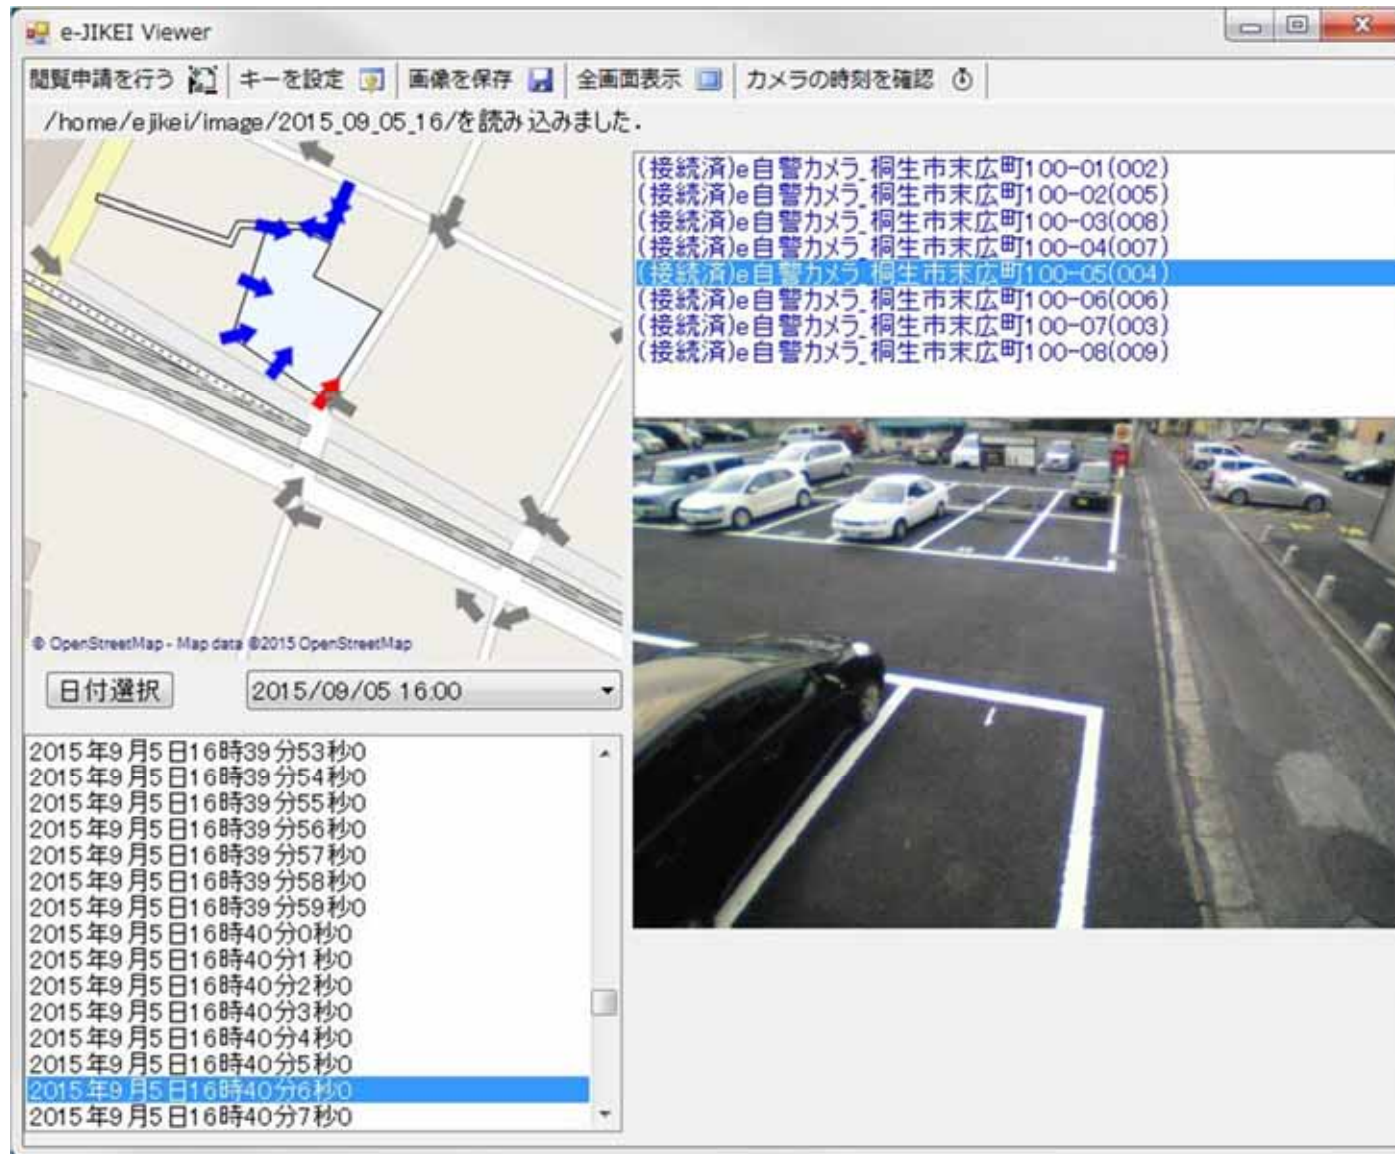 e-JIKEI Viewer
閲覧申請を行う キーを設定 画像を保存 全画面表示 カメラの時刻を確認
/home/ejikei/image/2015_09_05_16/を読み込みました.
(接続済)e自警カメラ_桐生市末広町100-01(002)
(接続済)e自警カメラ_桐生市末広町100-02(005)
(接続済)e自警カメラ_桐生市末広町100-03(008)
(接続済)e自警カメラ_桐生市末広町100-04(007)
(接続済)e自警カメラ_桐生市末広町100-05(004)
(接続済)e自警カメラ_桐生市末広町100-06(006)
(接続済)e自警カメラ_桐生市末広町100-07(003)
(接続済)e自警カメラ_桐生市末広町100-08(009)
© OpenStreetMap - Map data ©2015 OpenStreetMap
日付選択 2015/09/05 16:00
2015年9月5日16時39分53秒0
2015年9月5日16時39分54秒0
2015年9月5日16時39分55秒0
2015年9月5日16時39分56秒0
2015年9月5日16時39分57秒0
2015年9月5日16時39分58秒0
2015年9月5日16時39分59秒0
2015年9月5日16時40分0秒0
2015年9月5日16時40分1秒0
2015年9月5日16時40分2秒0
2015年9月5日16時40分3秒0
2015年9月5日16時40分4秒0
2015年9月5日16時40分5秒0
2015年9月5日16時40分6秒0
2015年9月5日16時40分7秒0